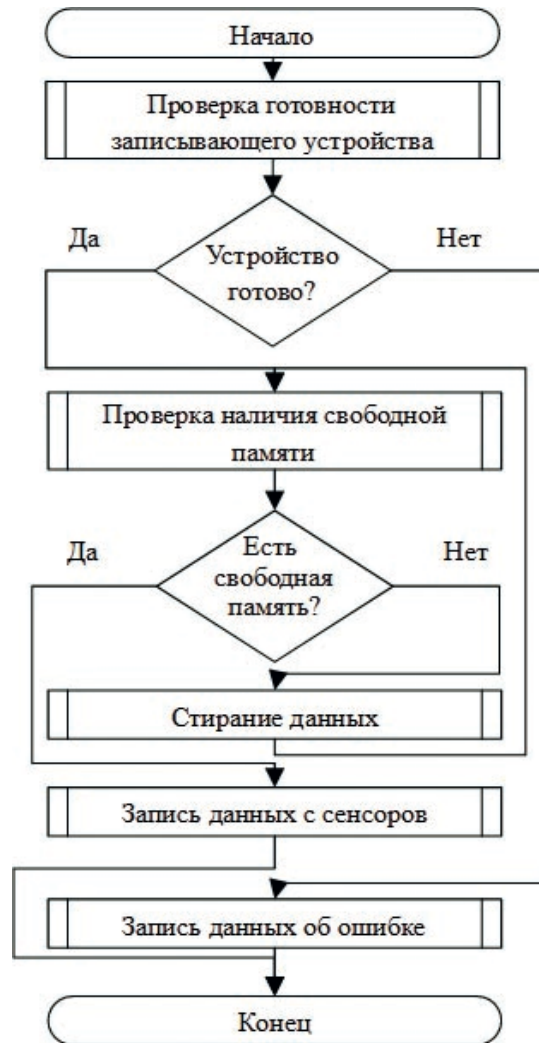 Начало
Проверка готовности
записывающего устройства
Да
Нет
Устройство
готово?
Проверка наличия свободной
памяти
Да
Нет
Есть
свободная
память?
Стирание данных
Запись данных с сенсоров
Запись данных об ошибке
Конец